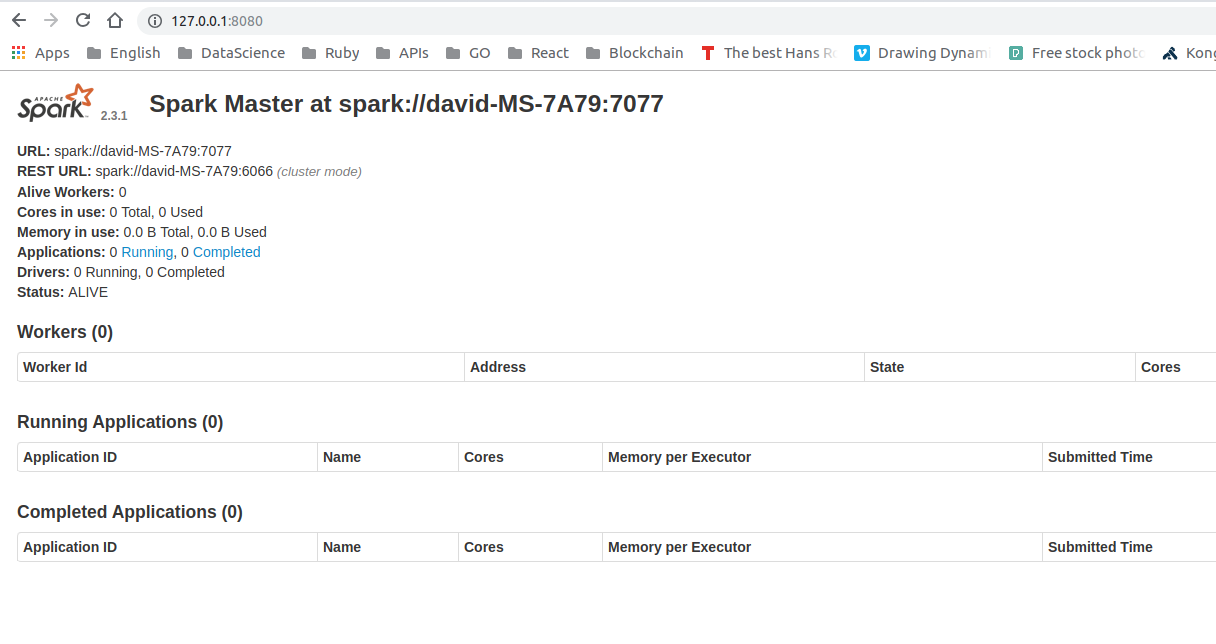 127.0.0.1:8080
Apps English DataScience Ruby APIs GO React Blockchain The best Hans Drawing Dynam Free stock photo Kong
APACHE
Spark 2.3.1 Spark Master at spark://david-MS-7A79:7077
URL: spark://david-MS-7A79:7077
REST URL: spark://david-MS-7A79:6066 (cluster mode)
Alive Workers: 0
Cores in use: 0 Total, 0 Used
Memory in use: 0.0 B Total, 0.0 B Used
Applications: 0 Running, 0 Completed
Drivers: 0 Running, 0 Completed
Status: ALIVE
Workers (0)
Worker Id Address State Cores
Running Applications (0)
Application ID Name Cores Memory per Executor Submitted Time
Completed Applications (0)
Application ID Name Cores Memory per Executor Submitted Time